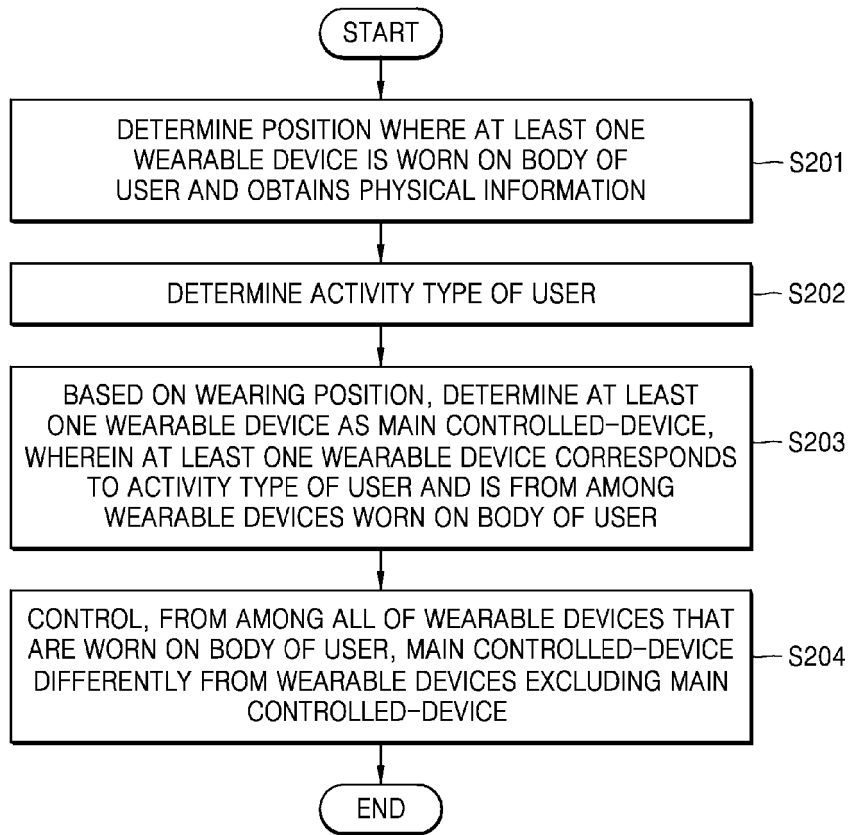 START
DETERMINE POSITION WHERE AT LEAST ONE
WEARABLE DEVICE IS WORN ON BODY OF
USER AND OBTAINS PHYSICAL INFORMATION
S201
DETERMINE ACTIVITY TYPE OF USER
S202
BASED ON WEARING POSITION, DETERMINE AT LEAST
ONE WEARABLE DEVICE AS MAIN CONTROLLED-DEVICE,
WHEREIN AT LEAST ONE WEARABLE DEVICE CORRESPONDS
TO ACTIVITY TYPE OF USER AND IS FROM AMONG
WEARABLE DEVICES WORN ON BODY OF USER
S203
CONTROL, FROM AMONG ALL OF WEARABLE DEVICES THAT
ARE WORN ON BODY OF USER, MAIN CONTROLLED-DEVICE
DIFFERENTLY FROM WEARABLE DEVICES EXCLUDING MAIN
CONTROLLED-DEVICE
S204
END